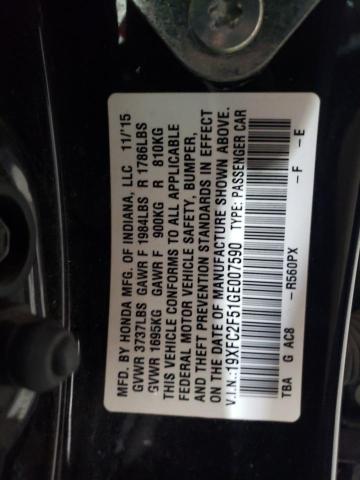 MFD. BY HONDA MFG. OF INDIANA, LLC 11/'15
GVWR 3737LBS GAWR F 1984LBS R 1786LBS
GVWR 1695KG GAWR F 900KG R 810KG
THIS VEHICLE CONFORMS TO ALL APPLICABLE
FEDERAL MOTOR VEHICLE SAFETY, BUMPER,
AND THEFT PREVENTION STANDARDS IN EFFECT
ON THE DATE OF MANUFACTURE SHOWN ABOVE.
V.I.N.:19XFC2F51GE007590 TYPE: PASSENGER CAR
-R560PX -F -E
TBA G AC8